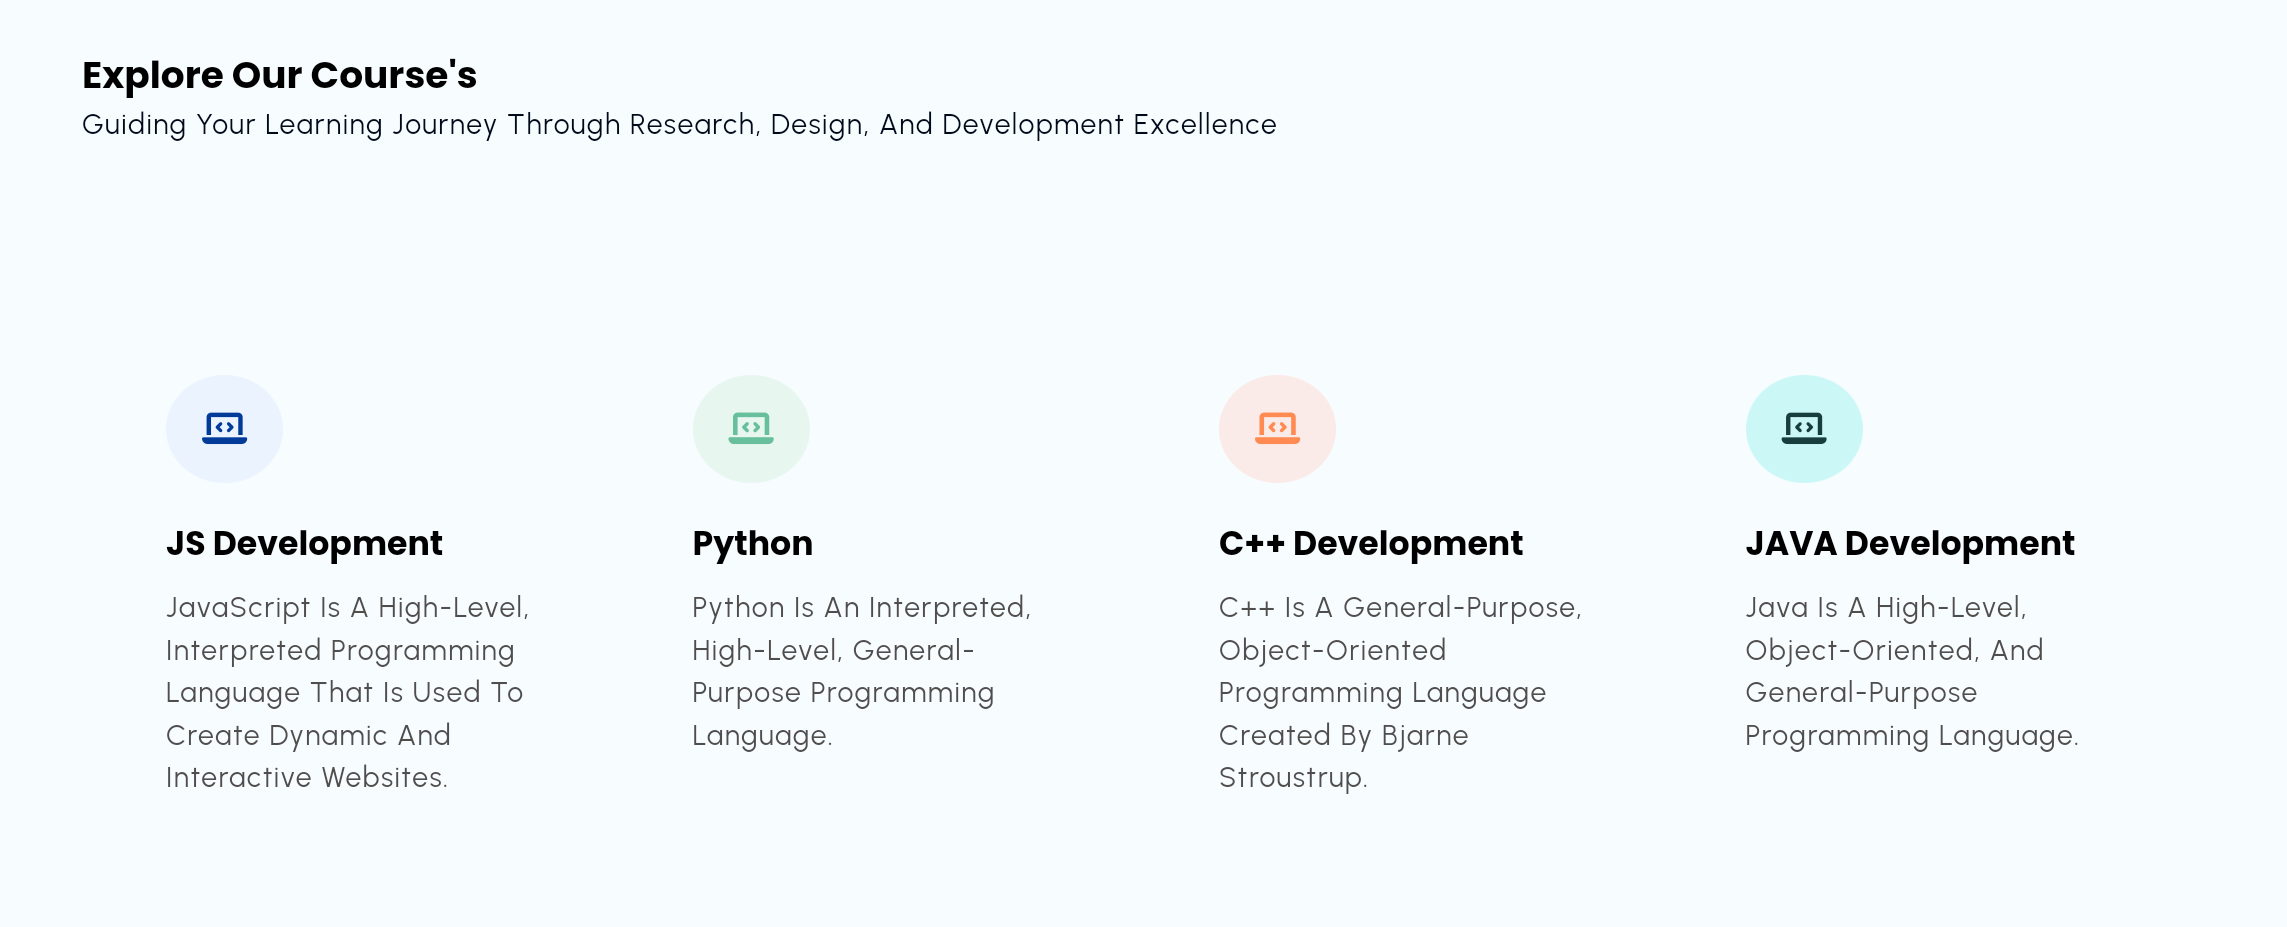 Explore Our Course's
Guiding Your Learning Journey Through Research, Design, And Development Excellence
JS Development
JavaScript Is A High-Level,
Interpreted Programming
Language That Is Used To
Create Dynamic And
Interactive Websites.
Python
Python Is An Interpreted,
High-Level, General-
Purpose Programming
Language.
C++ Development
C++ Is A General-Purpose,
Object-Oriented
Programming Language
Created By Bjarne
Stroustrup.
JAVA Development
Java Is A High-Level,
Object-Oriented, And
General-Purpose
Programming Language.